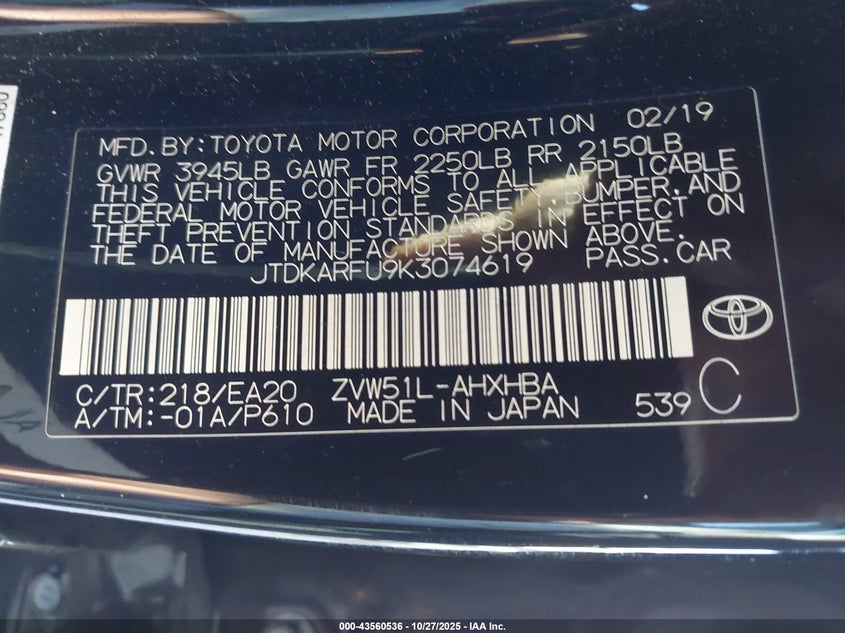 MFD.BY:TOYOTA MOTOR CORPORATION 02/19
GVWR 3945LB GAWR FR 2250LB RR 2150LB
THIS VEHICLE CONFORMS TO ALL APPLICABLE
FEDERAL MOTOR VEHICLE SAFETY,BUMPER,AND
THEFT PREVENTION STANDARDS IN EFFECT ON
THE DATE OF MANUFACTURE SHOWN ABOVE.
JTDKARFU9K3074619 PASS.CAR
C/TR:218/EA20 ZVW51L-AHXHBA
A/TM:-01A/P610 MADE IN JAPAN 539 C
000-43560536 | 10/27/2025 | IAA Inc.